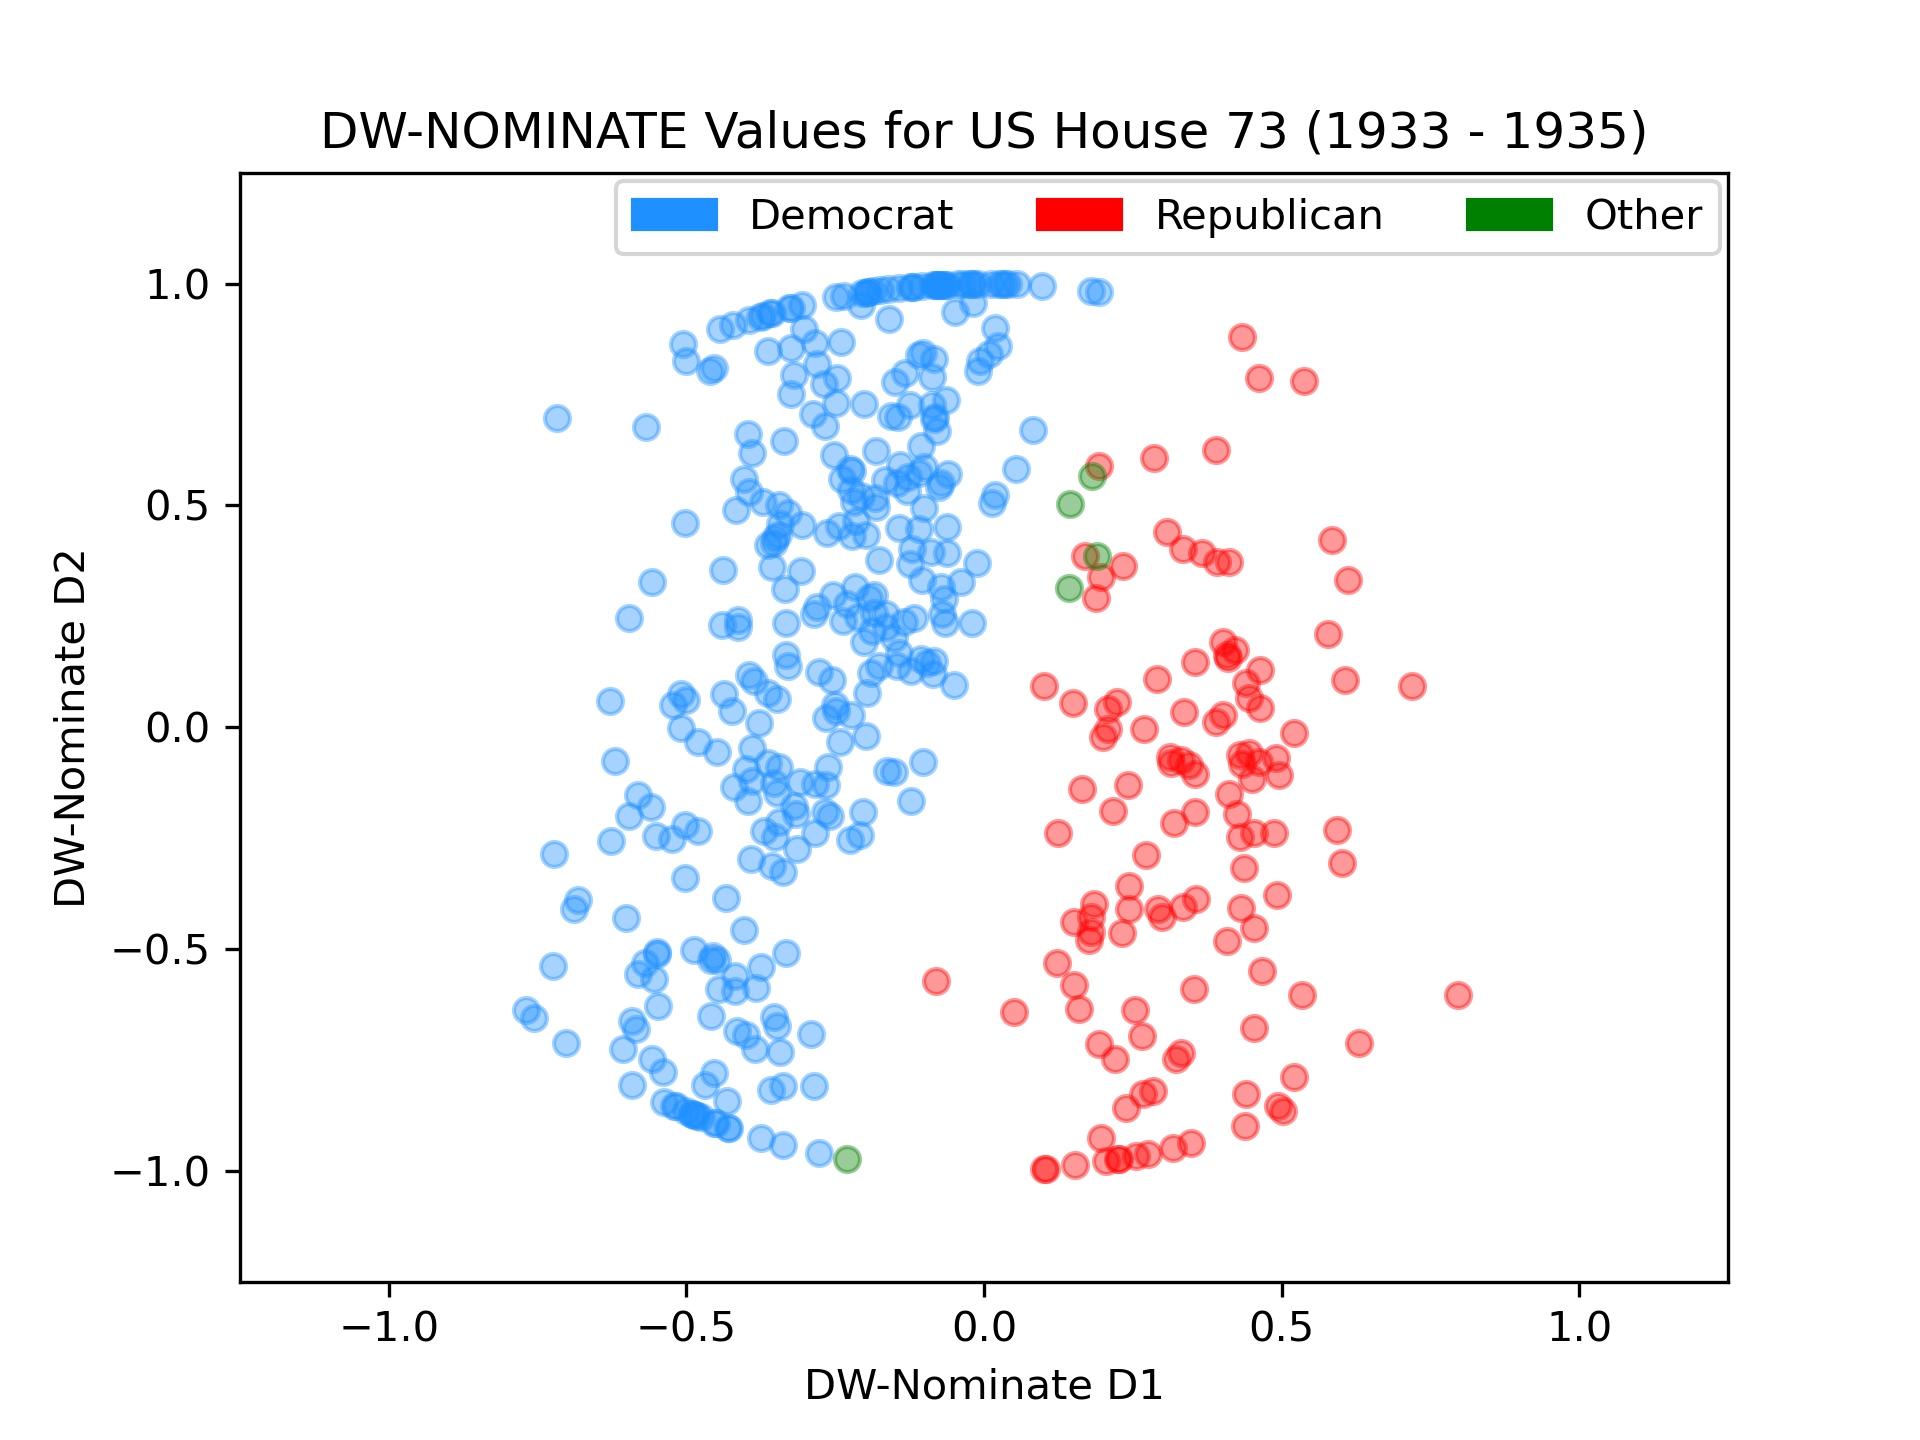 DW-NOMINATE Values for US House 73 (1933 - 1935)
Democrat Republican Other
1.0
0.5
0.0
−0.5
−1.0
DW-Nominate D2
−1.0 −0.5 0.0 0.5 1.0
DW-Nominate D1